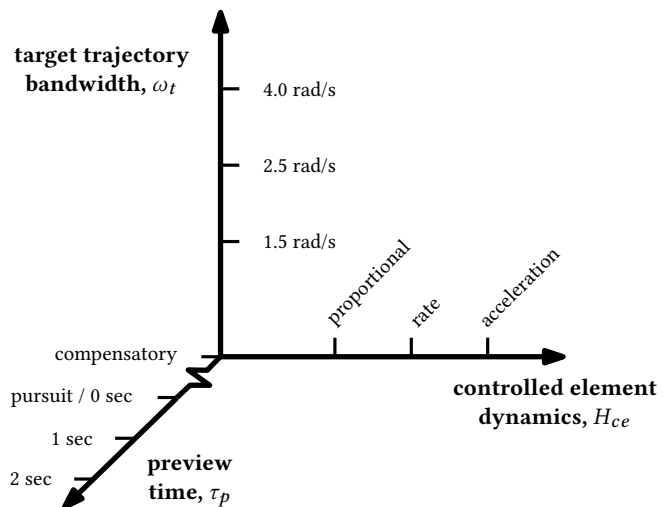 target trajectory
bandwidth, ωt
4.0 rad/s
2.5 rad/s
1.5 rad/s
proportional
rate
acceleration
compensatory
pursuit / 0 sec
1 sec
2 sec
controlled element
dynamics, Hce
preview
time, τp